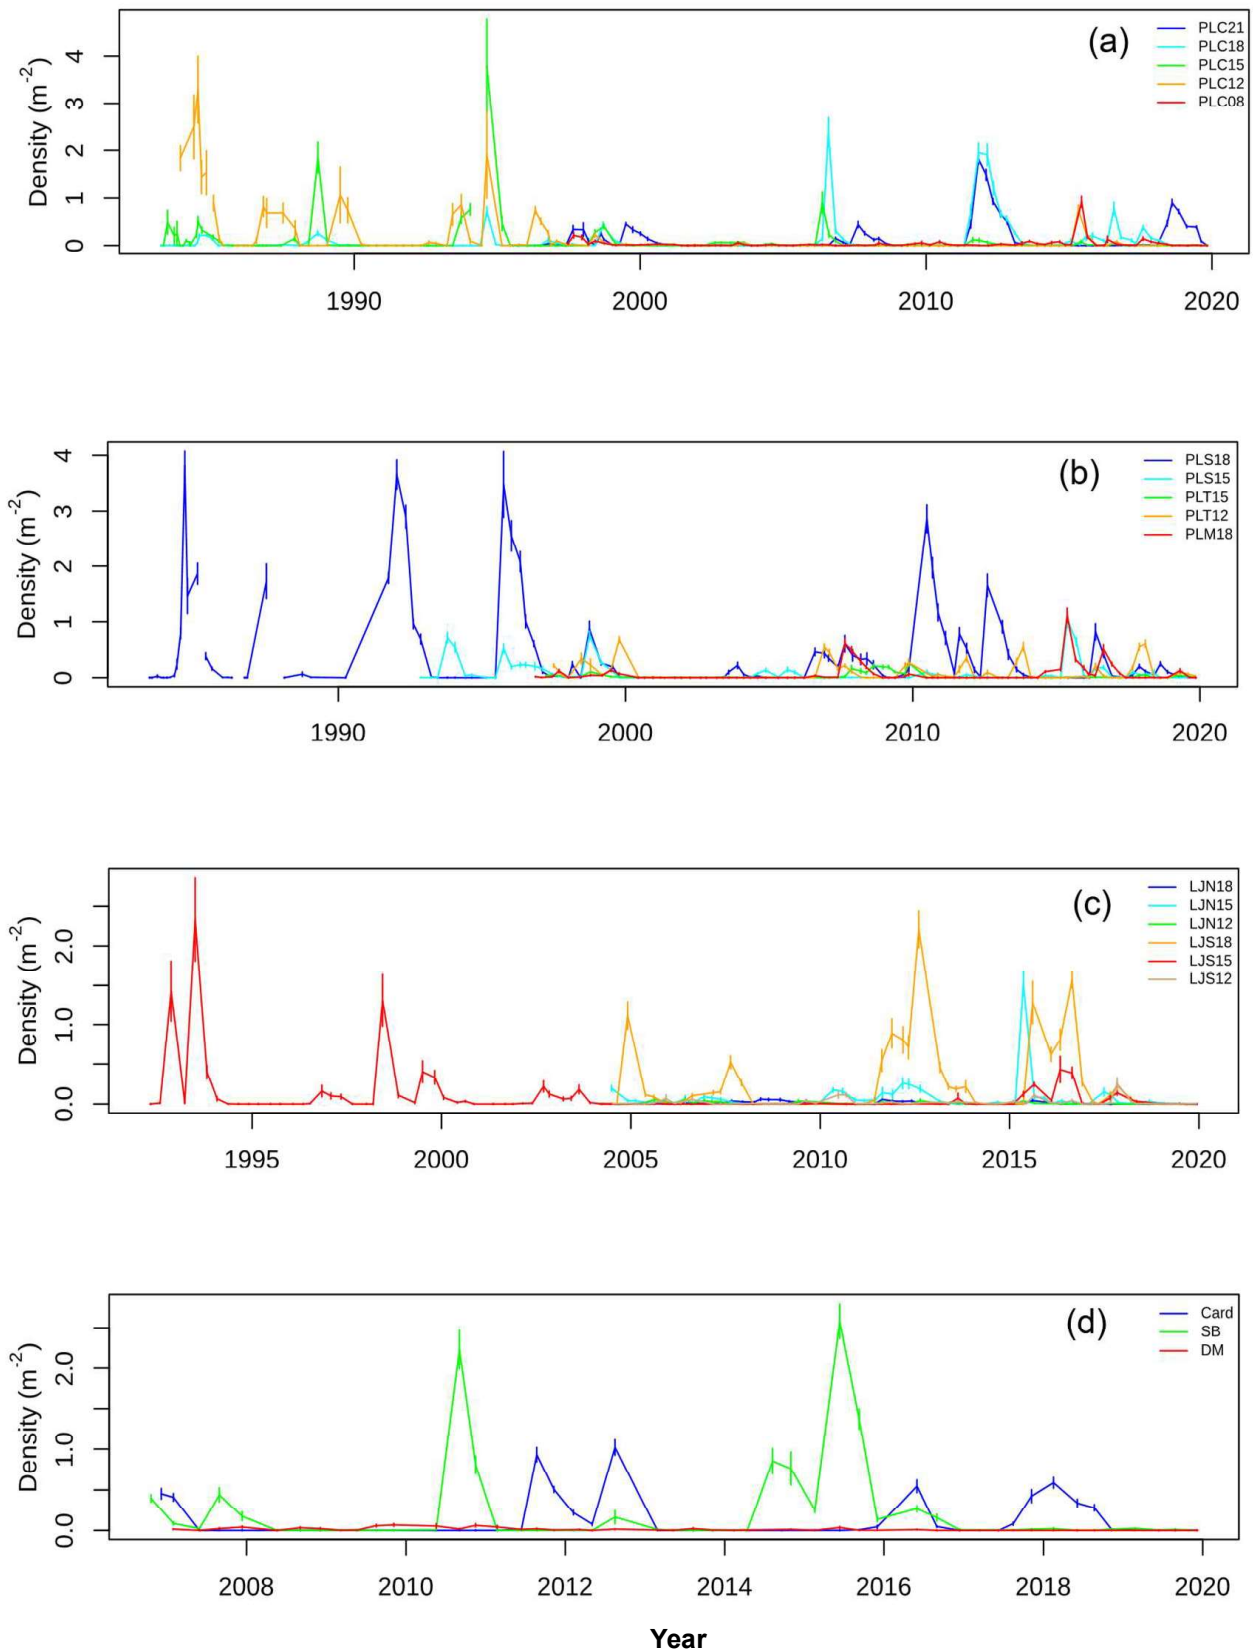 (a)
PLC21
PLC18
PLC15
PLC12
PLC08
Density (m-2)
0 1 2 3 4
1990 2000 2010 2020
(b)
PLS18
PLS15
PLT15
PLT12
PLM18
Density (m-2)
0 1 2 3 4
1990 2000 2010 2020
(c)
LJN18
LJN15
LJN12
LJS18
LJS15
LJS12
Density (m-2)
0.0 1.0 2.0
1995 2000 2005 2010 2015 2020
(d)
Card
SB
DM
Density (m-2)
0.0 1.0 2.0
2008 2010 2012 2014 2016 2018 2020
Year